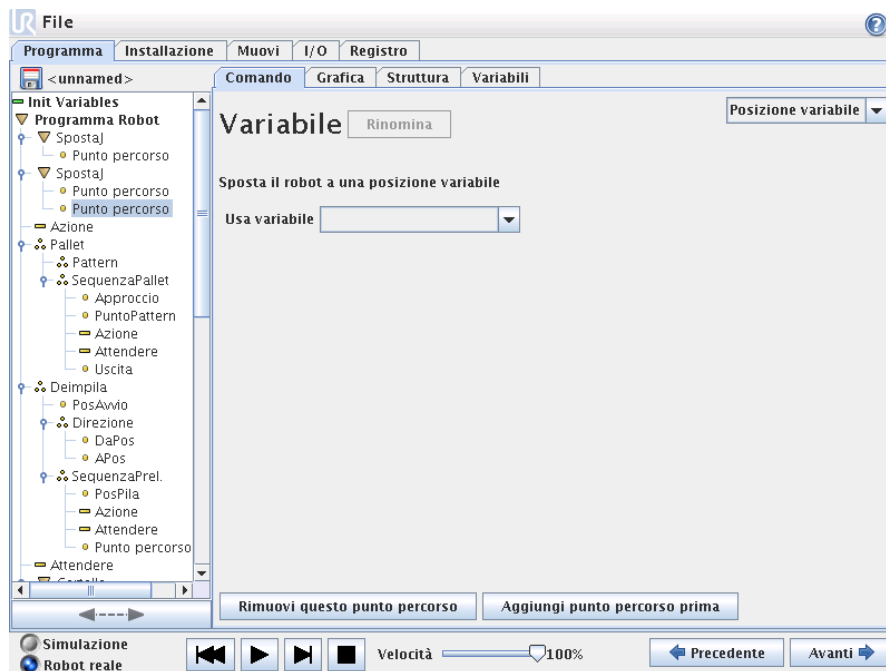 UR File ?
Programma Installazione Muovi I/O Registro
<unnamed>
Comando Grafica Struttura Variabili
Init Variables
Programma Robot
SpostaJ
Punto percorso
SpostaJ
Punto percorso
Punto percorso
Azione
Pallet
Pattern
SequenzaPallet
Approccio
PuntoPattern
Azione
Attendere
Uscita
Deimpila
PosAvvio
Direzione
DaPos
APos
SequenzaPrel.
PosPila
Azione
Attendere
Punto percorso
Attendere
Variabile Rinomina
Posizione variabile
Sposta il robot a una posizione variabile
Usa variabile
Rimuovi questo punto percorso Aggiungi punto percorso prima
Simulazione
Robot reale
Velocità 100%
Precedente Avanti